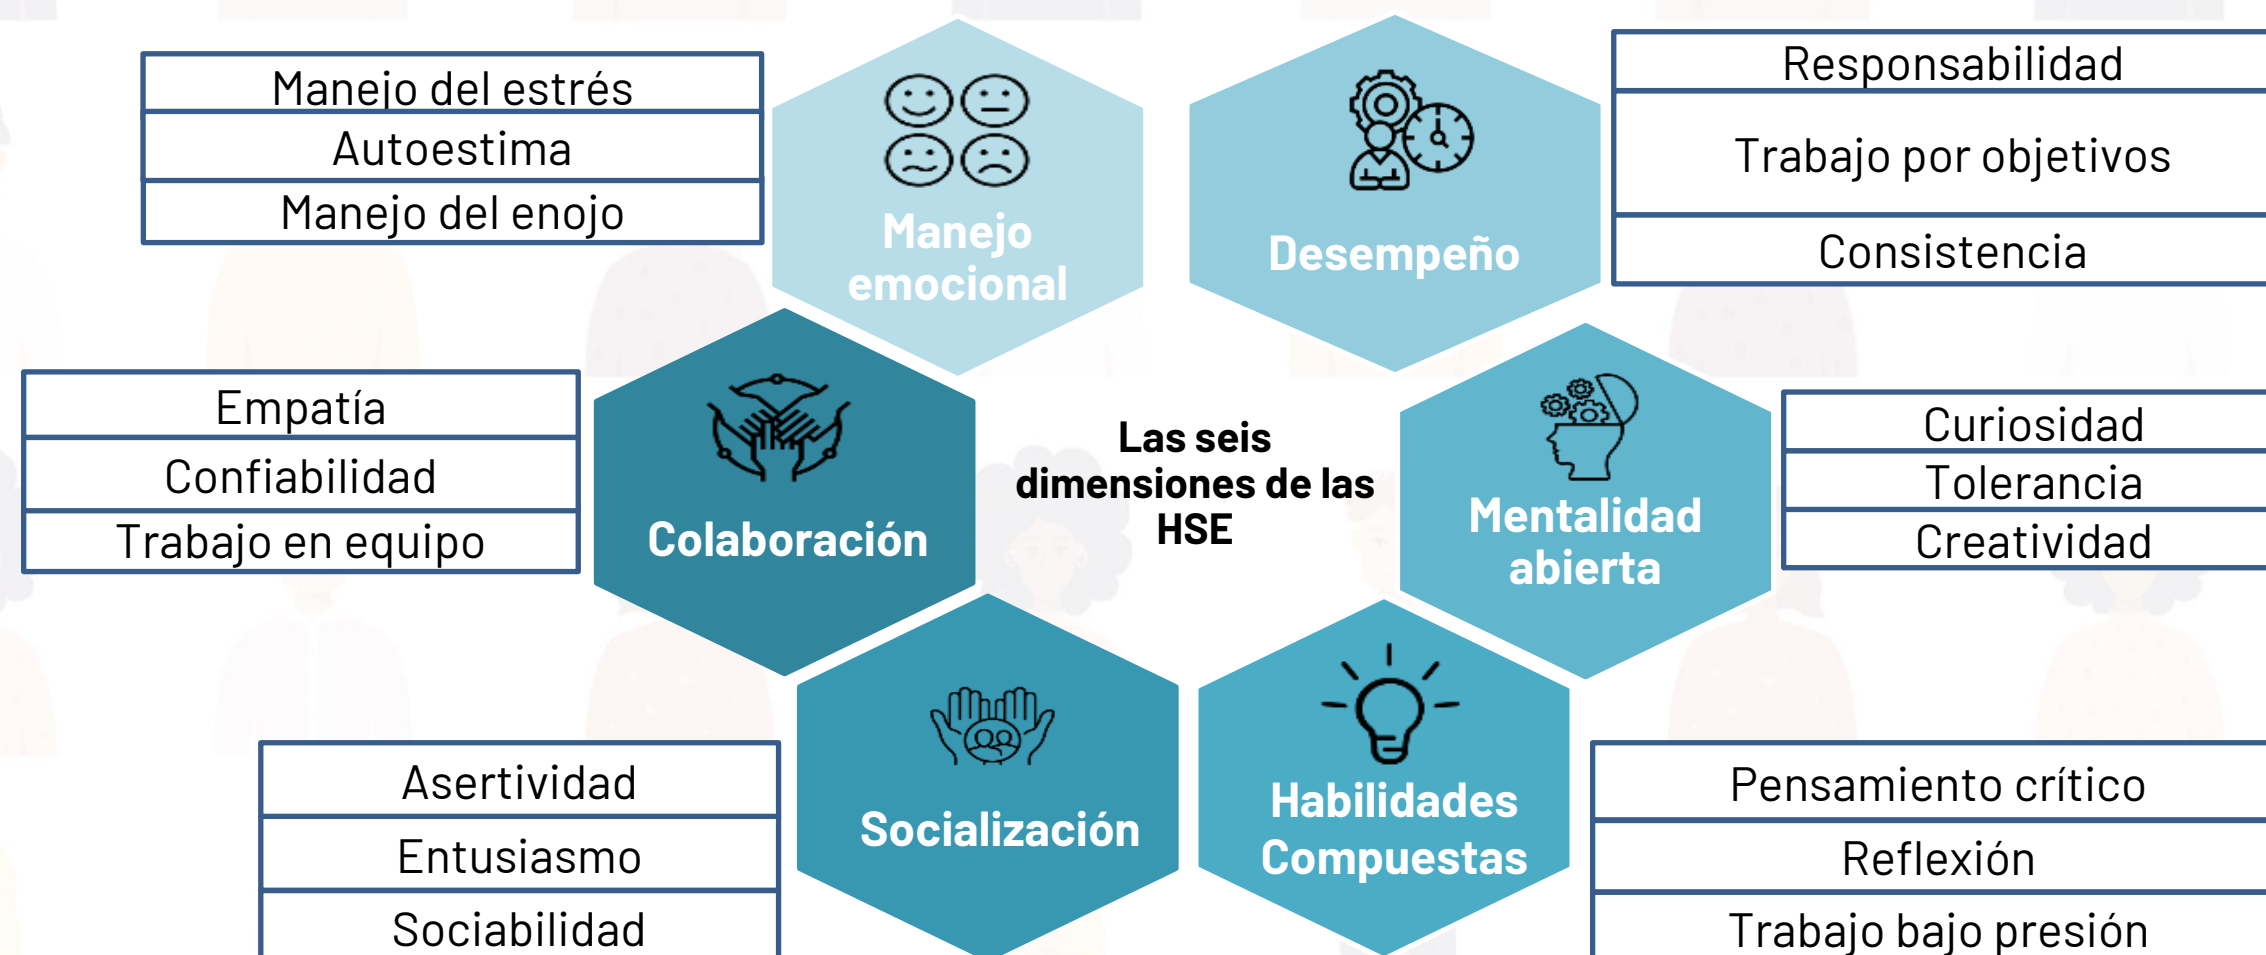 Manejo del estrés
Autoestima
Manejo del enojo
Manejo
emocional
Desempeño
Responsabilidad
Trabajo por objetivos
Consistencia
Empatía
Confiabilidad
Trabajo en equipo
Colaboración
Las seis
dimensiones de las
HSE
Mentalidad
abierta
Curiosidad
Tolerancia
Creatividad
Asertividad
Entusiasmo
Sociabilidad
Socialización
Habilidades
Compuestas
Pensamiento crítico
Reflexión
Trabajo bajo presión